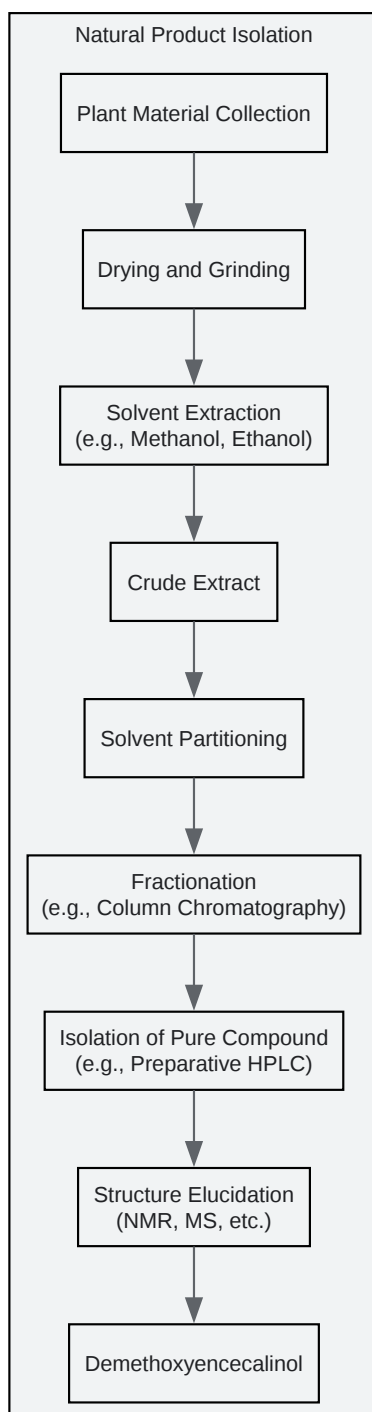 Natural Product Isolation
Plant Material Collection
Drying and Grinding
Solvent Extraction
(e.g., Methanol, Ethanol)
Crude Extract
Solvent Partitioning
Fractionation
(e.g., Column Chromatography)
Isolation of Pure Compound
(e.g., Preparative HPLC)
Structure Elucidation
(NMR, MS, etc.)
Demethoxyencecalinol